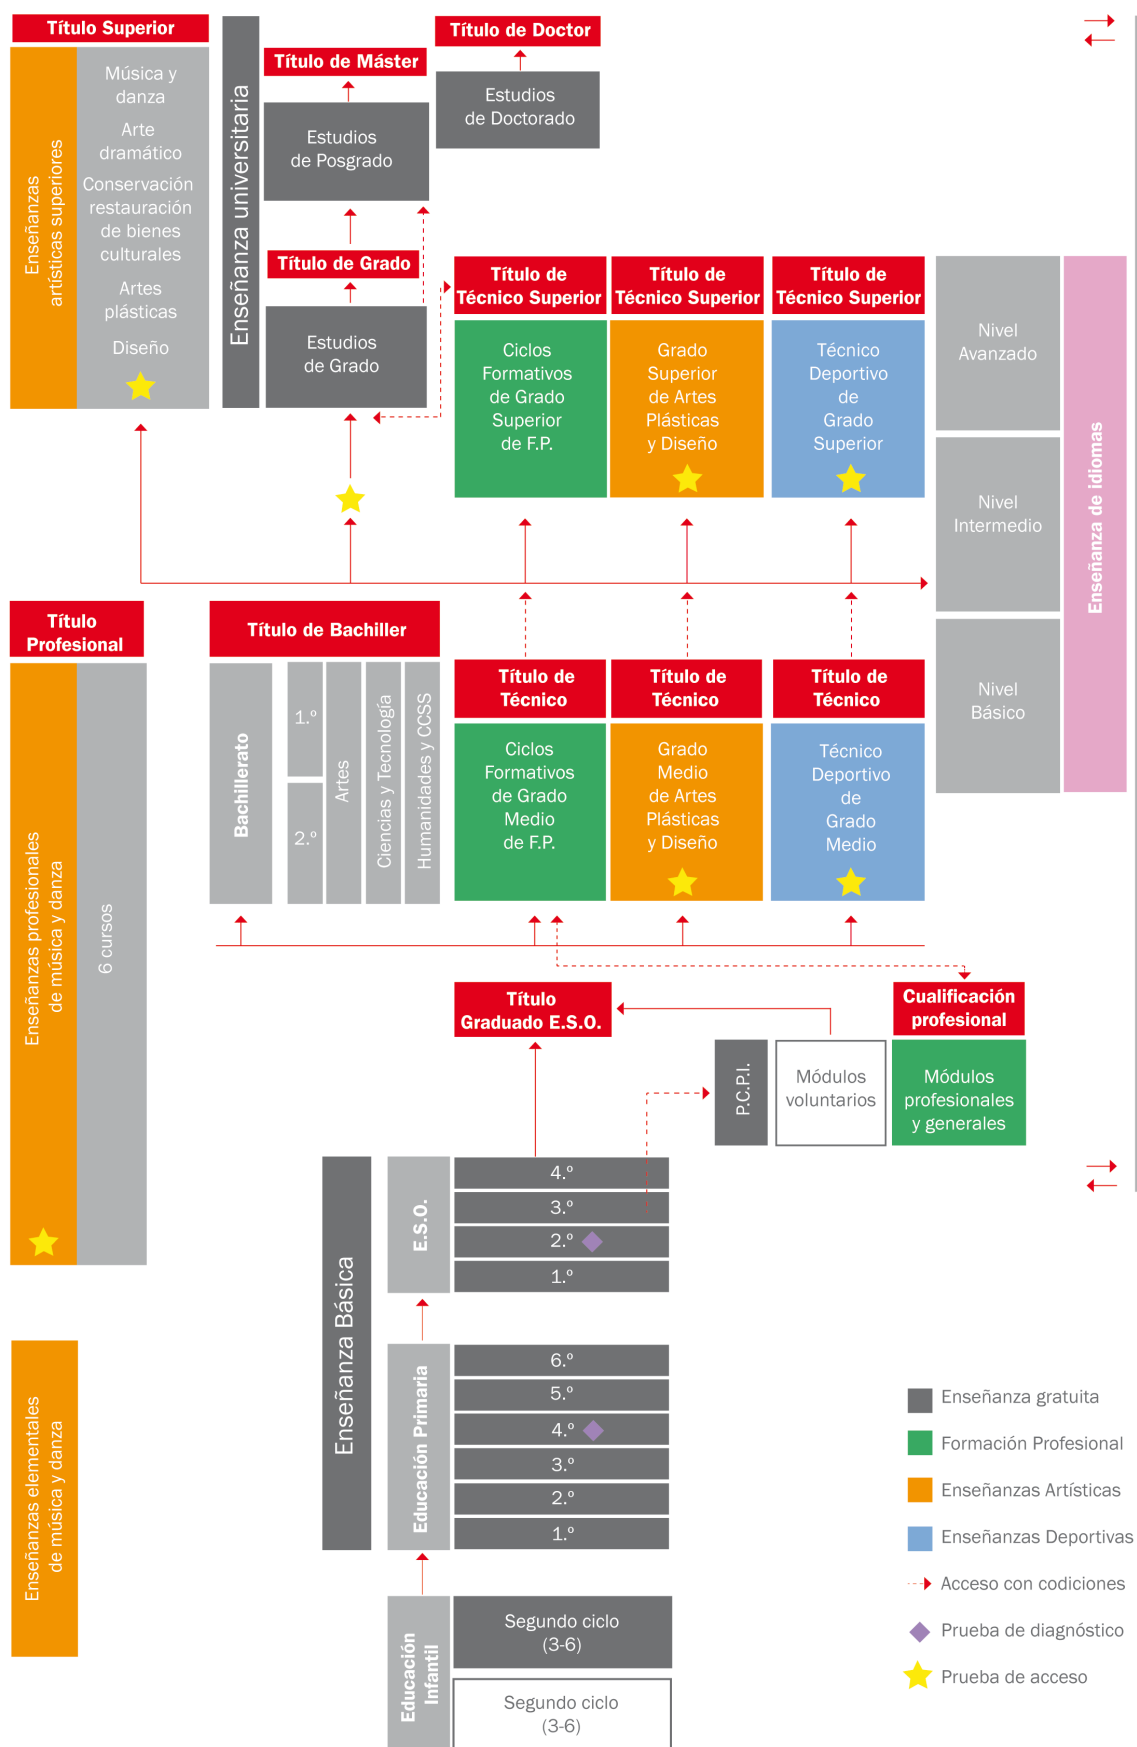 Título Superior
Enseñanzas
artísticas superiores
Música y
danza
Arte
dramático
Conservación
restauración
de bienes
culturales
Artes
plásticas
Diseño
Enseñanza universitaria
Título de Máster
Estudios
de Posgrado
Título de Grado
Estudios
de Grado
Título de Doctor
Estudios
de Doctorado
Título de
Técnico Superior
Ciclos
Formativos
de Grado
Superior
de F.P.
Título de
Técnico Superior
Grado
Superior
de Artes
Plásticas
y Diseño
Título de
Técnico Superior
Técnico
Deportivo
de
Grado
Superior
Nivel
Avanzado
Nivel
Intermedio
Nivel
Básico
Enseñanza de idiomas
Título
Profesional
Enseñanzas profesionales
de música y danza
6 cursos
Título de Bachiller
Bachillerato
1.º
2.º
Artes
Ciencias y Tecnología
Humanidades y CCSS
Título de
Técnico
Ciclos
Formativos
de Grado
Medio
de F.P.
Título de
Técnico
Grado
Medio
de Artes
Plásticas
y Diseño
Título de
Técnico
Técnico
Deportivo
de
Grado
Medio
Título
Graduado E.S.O.
Cualificación
profesional
P.C.P.I.
Módulos
voluntarios
Módulos
profesionales
y generales
Enseñanza Básica
E.S.O.
4.º
3.º
2.º
1.º
Educación Primaria
6.º
5.º
4.º
3.º
2.º
1.º
Enseñanzas elementales
de música y danza
Educación
Infantil
Segundo ciclo
(3-6)
Segundo ciclo
(3-6)
Enseñanza gratuita
Formación Profesional
Enseñanzas Artísticas
Enseñanzas Deportivas
Acceso con codiciones
Prueba de diagnóstico
Prueba de acceso